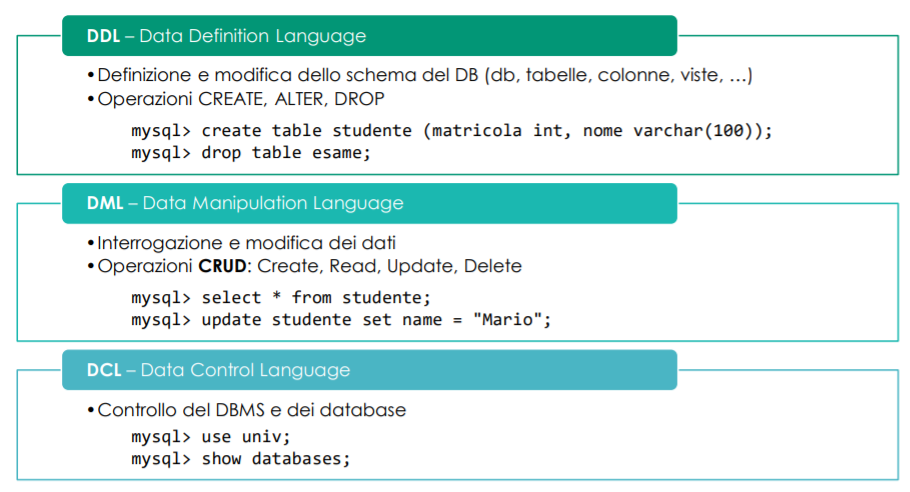 DDL – Data Definition Language
•Definizione e modifica dello schema del DB (db, tabelle, colonne, viste, …)
•Operazioni CREATE, ALTER, DROP
mysql> create table studente (matricola int, nome varchar(100));
mysql> drop table esame;
DML – Data Manipulation Language
•Interrogazione e modifica dei dati
•Operazioni CRUD: Create, Read, Update, Delete
mysql> select * from studente;
mysql> update studente set name = "Mario";
DCL – Data Control Language
•Controllo del DBMS e dei database
mysql> use univ;
mysql> show databases;